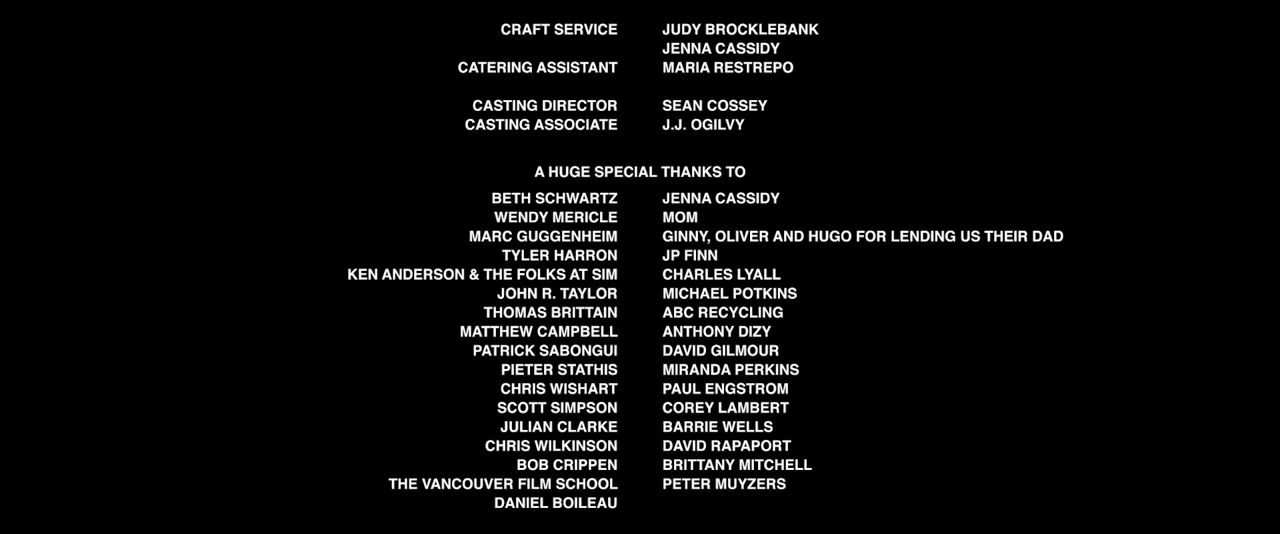 CRAFT SERVICE JUDY BROCKLEBANK
JENNA CASSIDY
CATERING ASSISTANT MARIA RESTREPO
CASTING DIRECTOR SEAN COSSEY
CASTING ASSOCIATE J.J. OGILVY
A HUGE SPECIAL THANKS TO
BETH SCHWARTZ JENNA CASSIDY
WENDY MERICLE MOM
MARC GUGGENHEIM GINNY, OLIVER AND HUGO FOR LENDING US THEIR DAD
TYLER HARRON JP FINN
KEN ANDERSON & THE FOLKS AT SIM CHARLES LYALL
JOHN R. TAYLOR MICHAEL POTKINS
THOMAS BRITTAIN ABC RECYCLING
MATTHEW CAMPBELL ANTHONY DIZY
PATRICK SABONGUI DAVID GILMOUR
PIETER STATHIS MIRANDA PERKINS
CHRIS WISHART PAUL ENGSTROM
SCOTT SIMPSON COREY LAMBERT
JULIAN CLARKE BARRIE WELLS
CHRIS WILKINSON DAVID RAPAPORT
BOB CRIPPEN BRITTANY MITCHELL
THE VANCOUVER FILM SCHOOL PETER MUYZERS
DANIEL BOILEAU